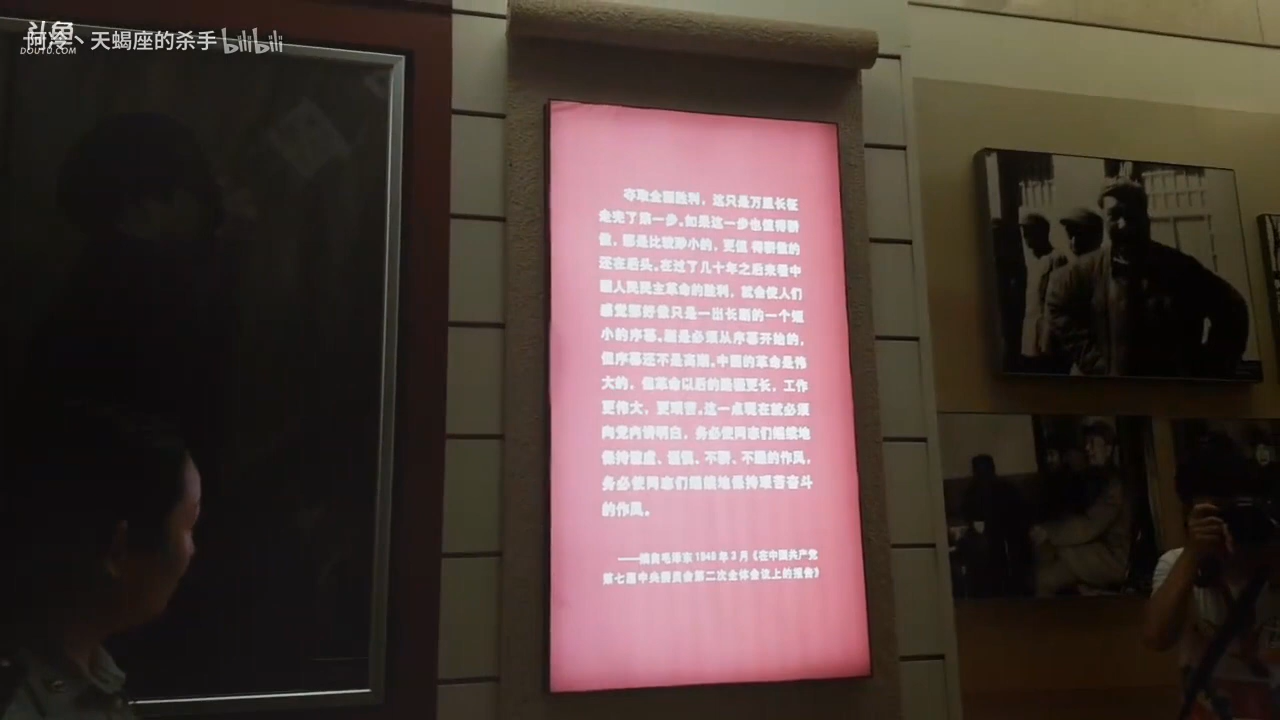 斗鱼
DOUYU.COM
阿冷丶天蝎座的杀手 bilibili
夺取全国胜利，这只是万里长征
走完了第一步。如果这一步也值得骄
傲，那是比较渺小的，更值 得骄傲的
还在后头。在过了几十年之后来看中
国人民民主革命的胜利，就会使人们
感觉那好像只是一出长剧的一个短
小的序幕。剧是必须从序幕开始的，
但序幕还不是高潮。中国的革命是伟
大的，但革命以后的路程更长，工作
更伟大，更艰苦。这一点现在就必须
向党内讲明白，务必使同志们继续地
保持谦虚、谨慎、不骄、不躁的作风，
务必使同志们继续地保持艰苦奋斗
的作风。
——摘自毛泽东 1949 年 3 月《在中国共产党
第七届中央委员会第二次全体会议上的报告》